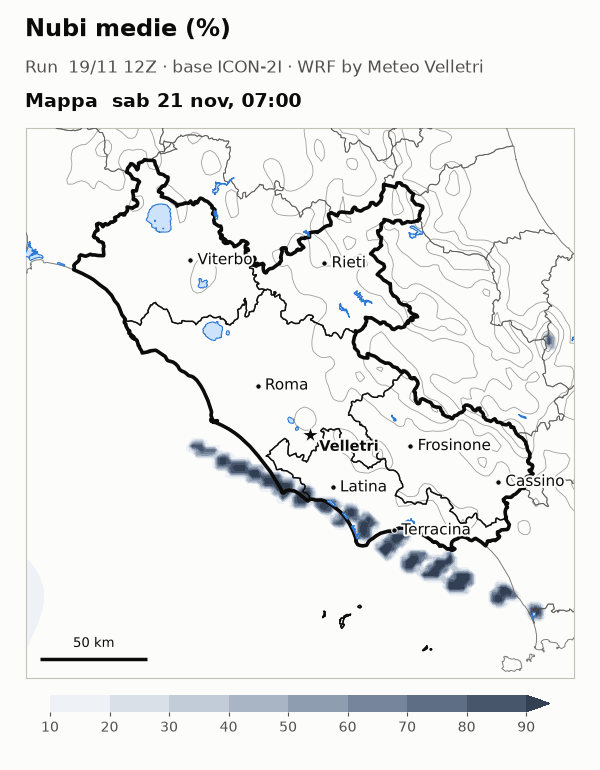 Nubi medie (%)
Run  19/11 12Z · base ICON-2I · WRF by Meteo Velletri
Mappa  sab 21 nov, 07:00
Viterbo
Rieti
Roma
Velletri
Frosinone
Cassino
Latina
Terracina
50 km
10 20 30 40 50 60 70 80 90